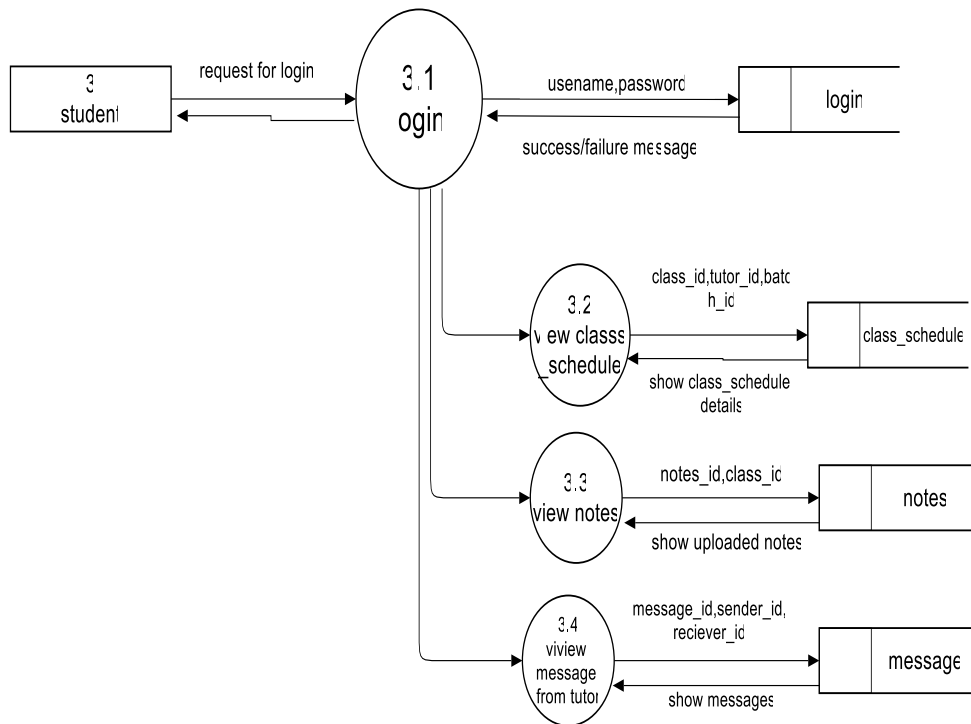 3
student
request for login
3.1
ogin
usename,password
success/failure message
login
class_id,tutor_id,batc
h_id
3.2
view classs
_schedule
class_schedule
show class_schedule
details
notes_id,class_id
3.3
view notes
notes
show uploaded notes
message_id,sender_id,
reciever_id
3.4
viview
message
from tutor
message
show messages